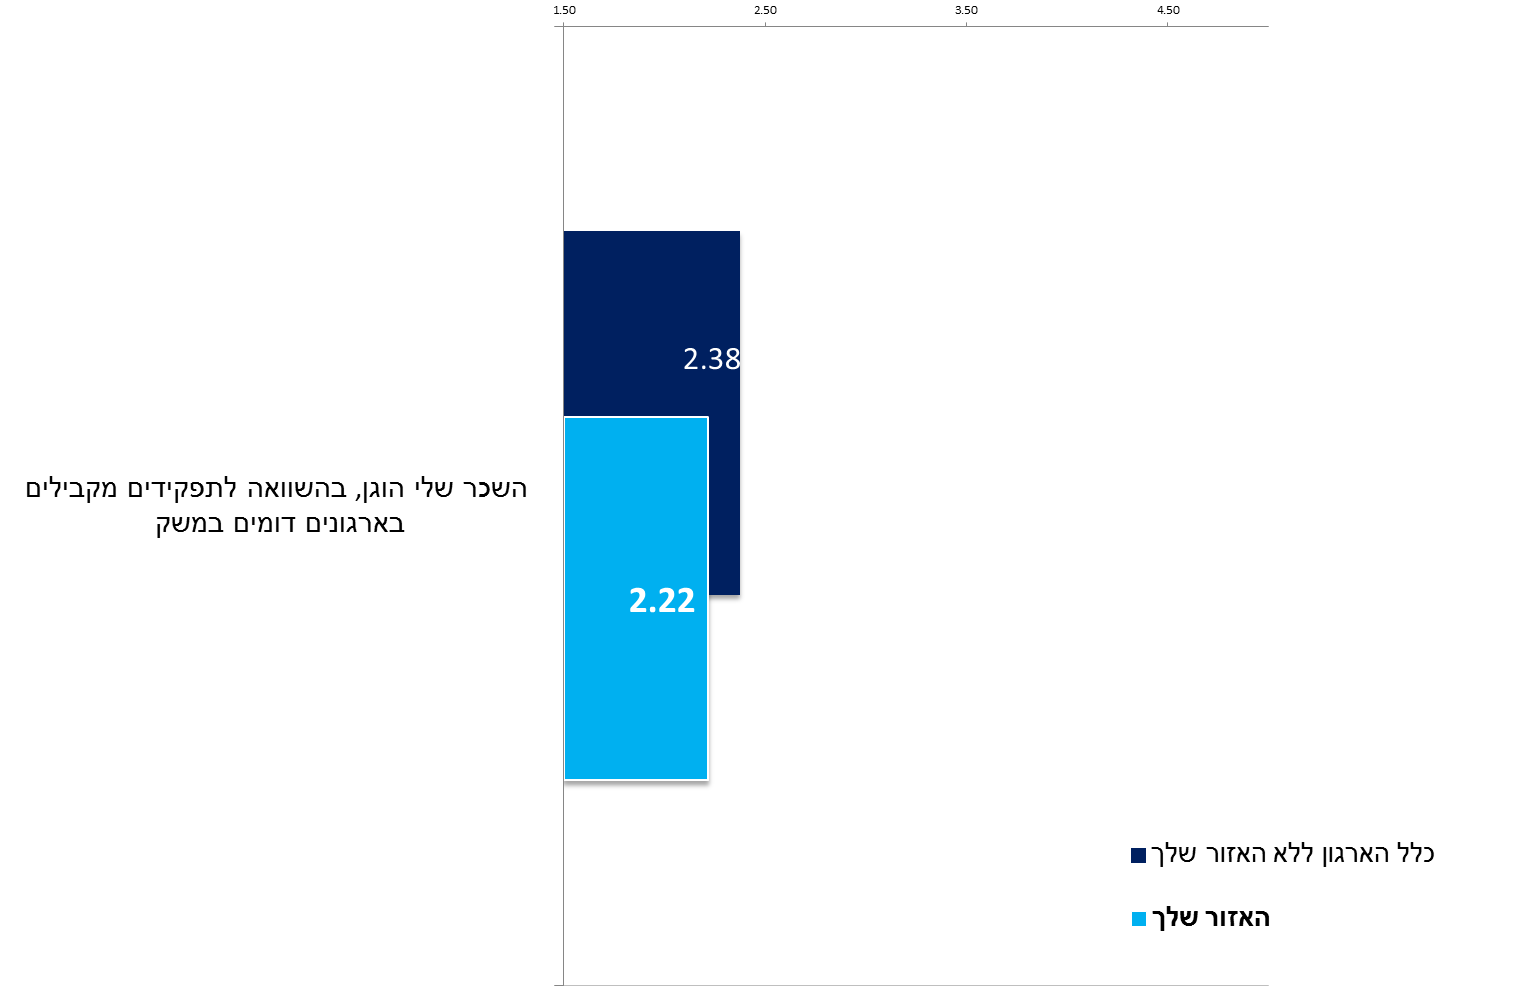 1.50 2.50 3.50 4.50
2.38
השכר שלי הוגן, בהשוואה לתפקידים מקבילים
בארגונים דומים במשק
2.22
כלל הארגון ללא האזור שלך
האזור שלך